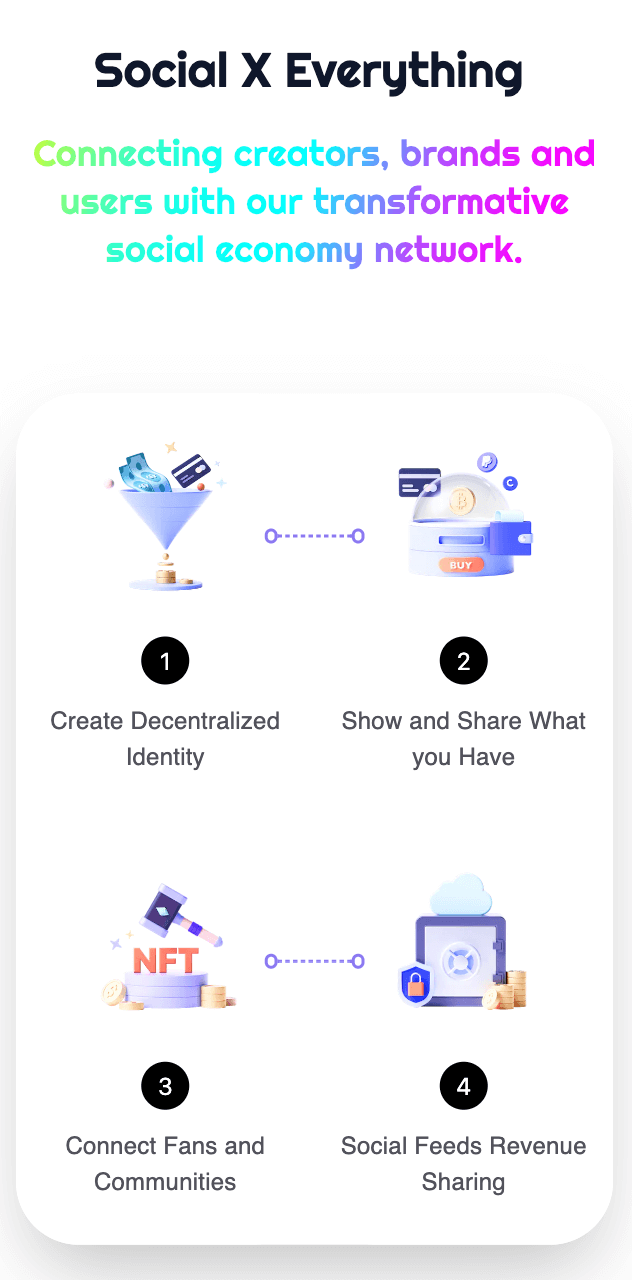 Social X Everything
Connecting creators, brands and
users with our transformative
social economy network.
BUY
1
2
Create Decentralized
Identity
Show and Share What
you Have
NFT
3
4
Connect Fans and
Communities
Social Feeds Revenue
Sharing